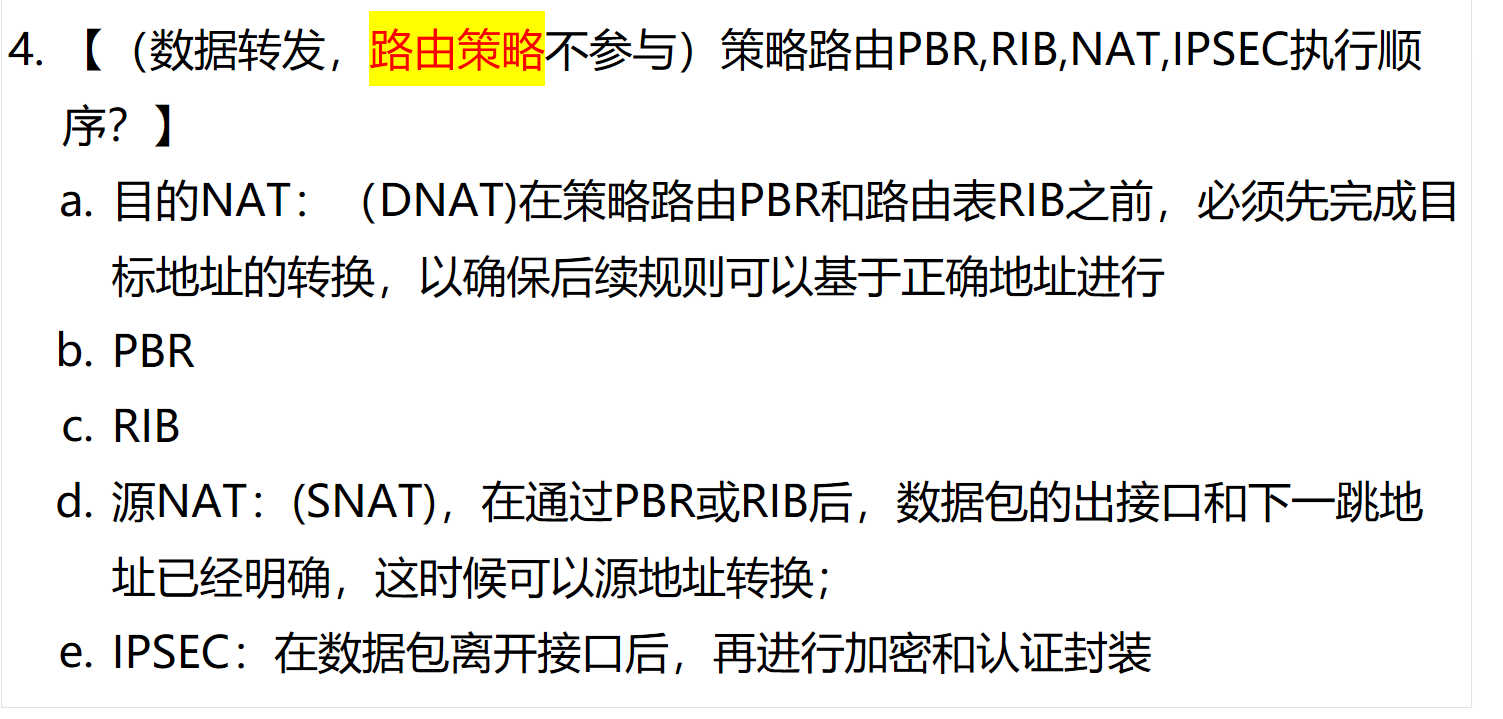 4. 【（数据转发，路由策略不参与）策略路由PBR,RIB,NAT,IPSEC执行顺
序？】
a. 目的NAT：（DNAT)在策略路由PBR和路由表RIB之前，必须先完成目
标地址的转换，以确保后续规则可以基于正确地址进行
b. PBR
c. RIB
d. 源NAT：(SNAT)，在通过PBR或RIB后，数据包的出接口和下一跳地
址已经明确，这时候可以源地址转换；
e. IPSEC：在数据包离开接口后，再进行加密和认证封装